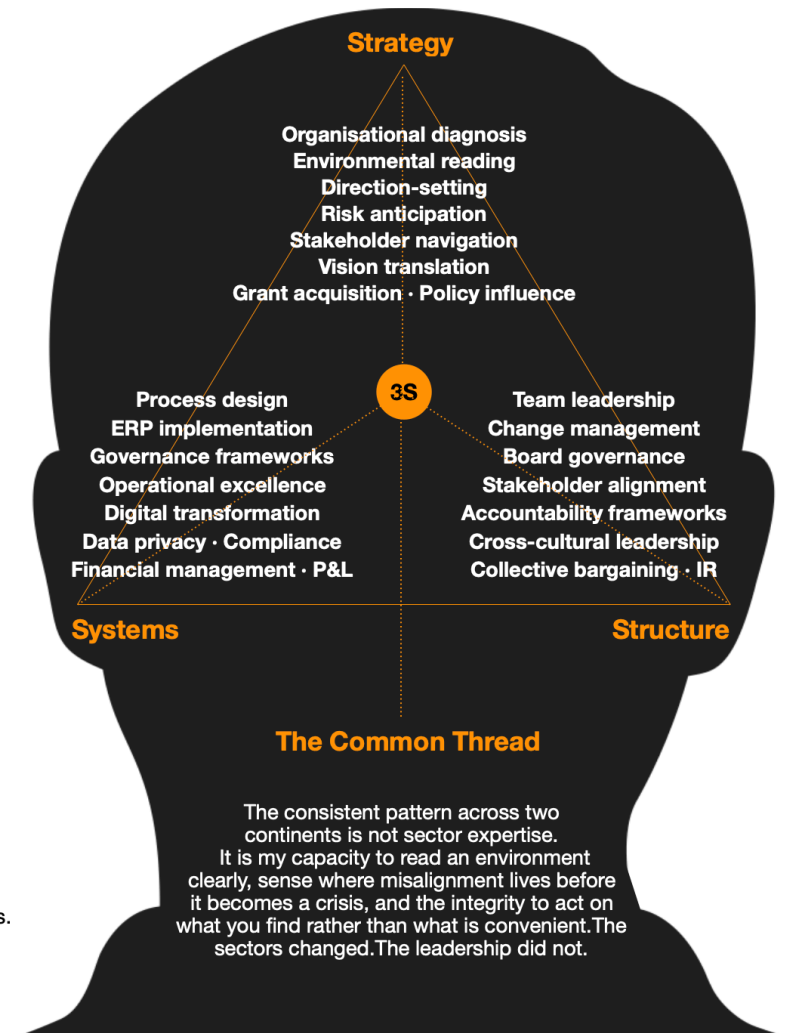 Strategy
Organisational diagnosis
Environmental reading
Direction-setting
Risk anticipation
Stakeholder navigation
Vision translation
Grant acquisition · Policy influence
3S
Process design
ERP implementation
Governance frameworks
Operational excellence
Digital transformation
Data privacy · Compliance
Financial management · P&L
Systems
Team leadership
Change management
Board governance
Stakeholder alignment
Accountability frameworks
Cross-cultural leadership
Collective bargaining · IR
Structure
The Common Thread
The consistent pattern across two
continents is not sector expertise.
It is my capacity to read an environment
clearly, sense where misalignment lives before
it becomes a crisis, and the integrity to act on
what you find rather than what is convenient.The
sectors changed.The leadership did not.
s.